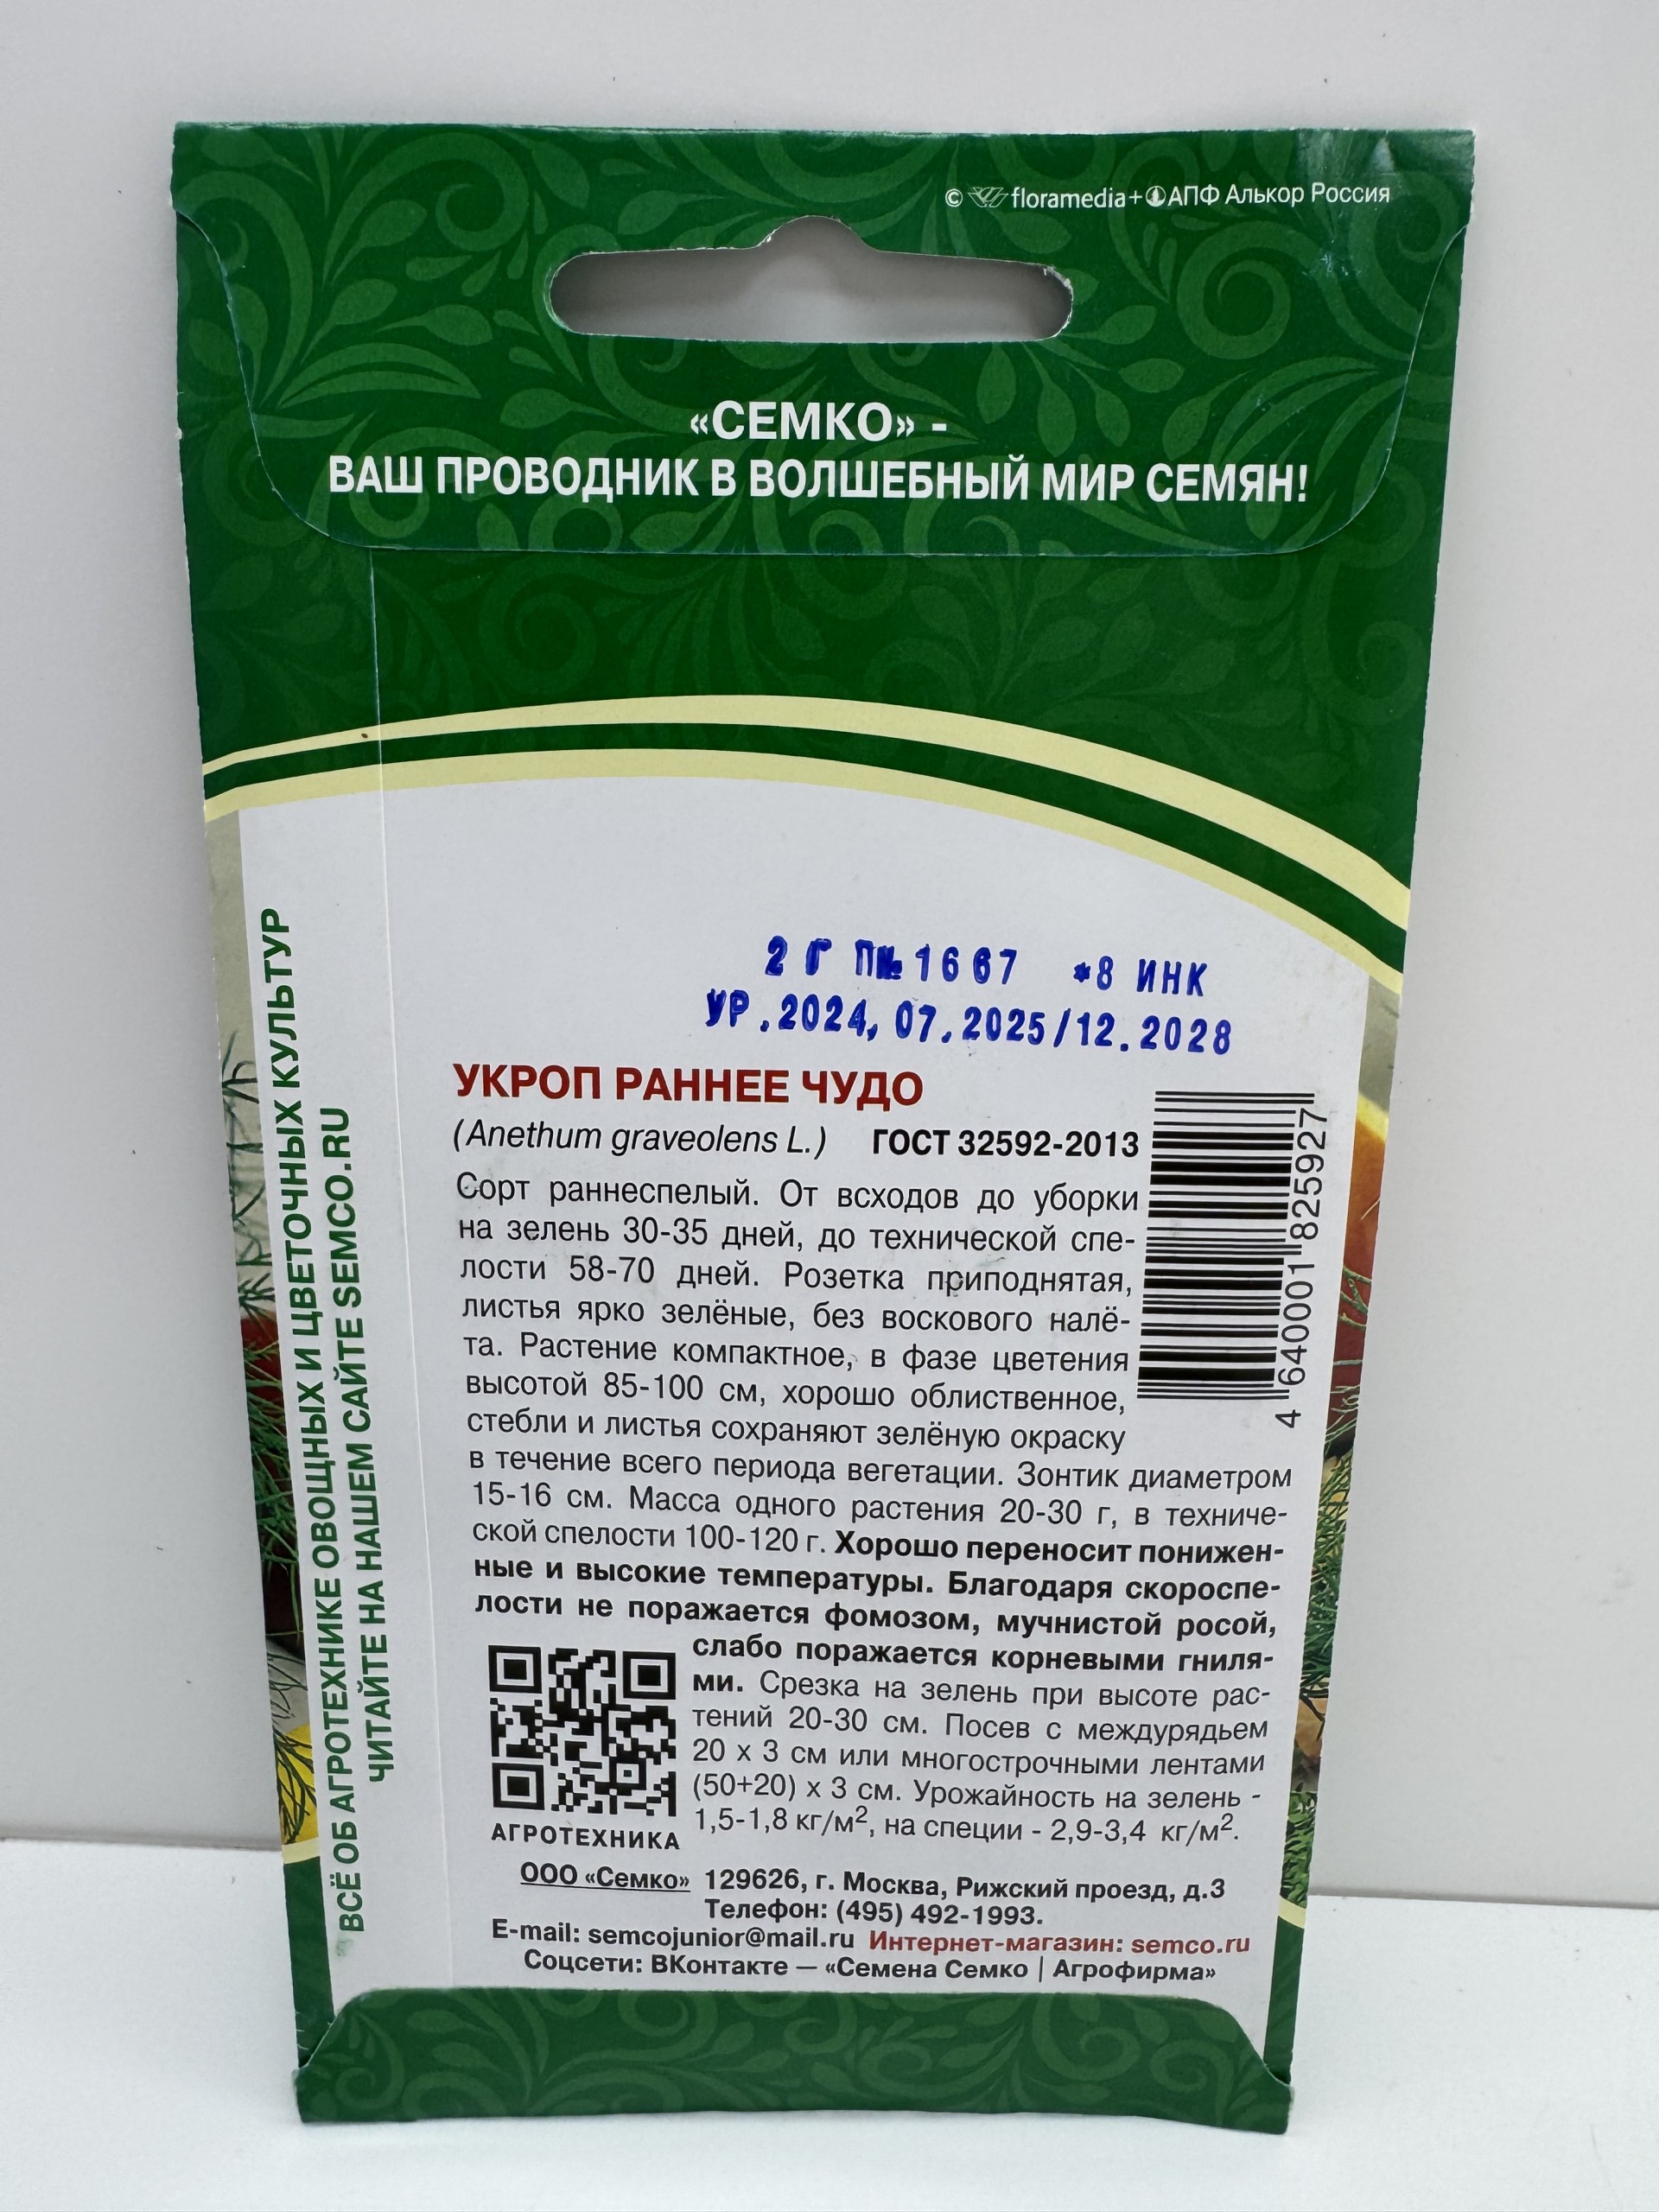 © floramedia+АПФ Алькор Россия
«СЕМКО» -
ВАШ ПРОВОДНИК В ВОЛШЕБНЫЙ МИР СЕМЯН!
2 Г П№1667 *8 ИНК
УР.2024, 07.2025/12.2028
УКРОП РАННЕЕ ЧУДО
(Anethum graveolens L.) ГОСТ 32592-2013
Сорт раннеспелый. От всходов до уборки
на зелень 30-35 дней, до технической спе-
лости 58-70 дней. Розетка приподнятая,
листья ярко зелёные, без воскового налё-
та. Растение компактное, в фазе цветения
высотой 85-100 см, хорошо облиственное,
стебли и листья сохраняют зелёную окраску
в течение всего периода вегетации. Зонтик диаметром
15-16 см. Масса одного растения 20-30 г, в техниче-
ской спелости 100-120 г. Хорошо переносит понижен-
ные и высокие температуры. Благодаря скороспе-
лости не поражается фомозом, мучнистой росой,
слабо поражается корневыми гниля-
ми. Срезка на зелень при высоте рас-
тений 20-30 см. Посев с междурядьем
20 х 3 см или многострочными лентами
(50+20) х 3 см. Урожайность на зелень -
1,5-1,8 кг/м², на специи - 2,9-3,4 кг/м².
АГРОТЕХНИКА
ООО «Семко» 129626, г. Москва, Рижский проезд, д.3
Телефон: (495) 492-1993.
E-mail: semcojunior@mail.ru Интернет-магазин: semco.ru
Соцсети: ВКонтакте — «Семена Семко | Агрофирма»
4 640001 825927
ВСЁ ОБ АГРОТЕХНИКЕ ОВОЩНЫХ И ЦВЕТОЧНЫХ КУЛЬТУР
ЧИТАЙТЕ НА НАШЕМ САЙТЕ SEMCO.RU